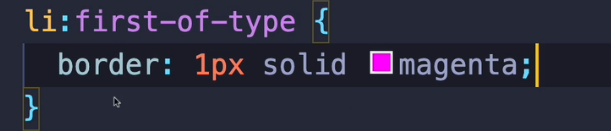 li:first-of-type {
border: 1px solid magenta;
}